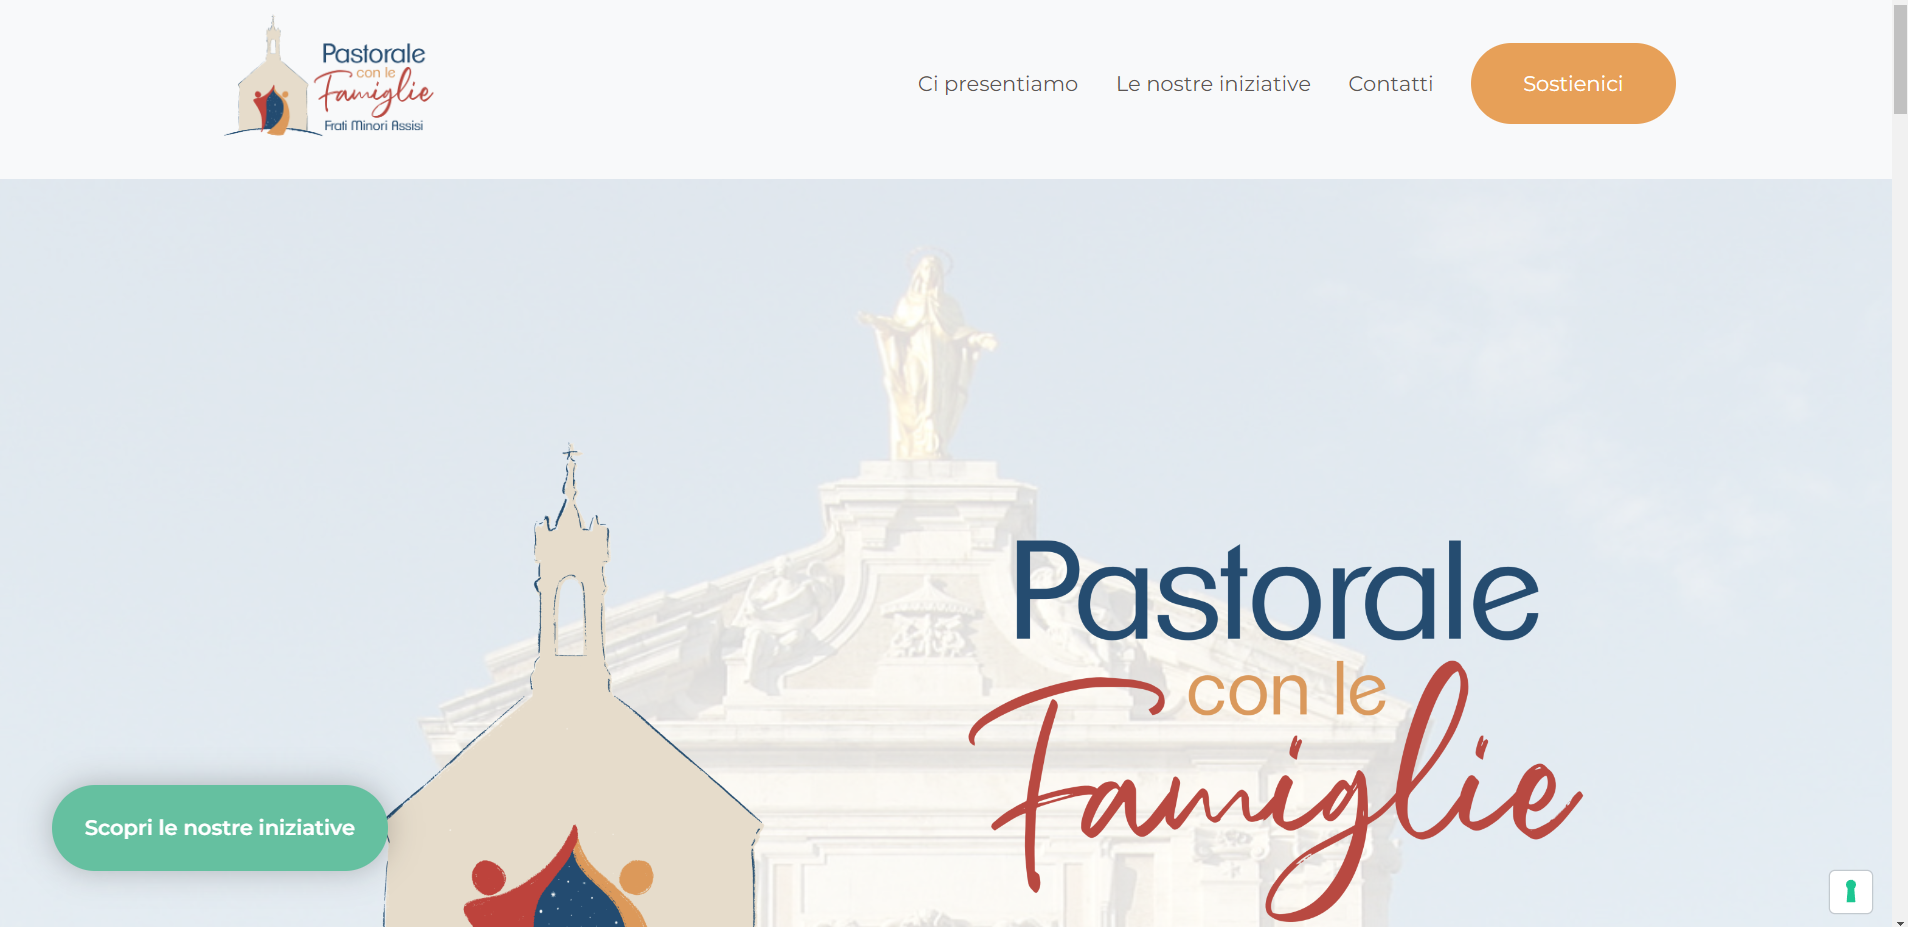 Pastorale
con le
Famiglie
Frati Minori Assisi
Ci presentiamo
Le nostre iniziative
Contatti
Sostienici
Pastorale
con le
Famiglie
Scopri le nostre iniziative